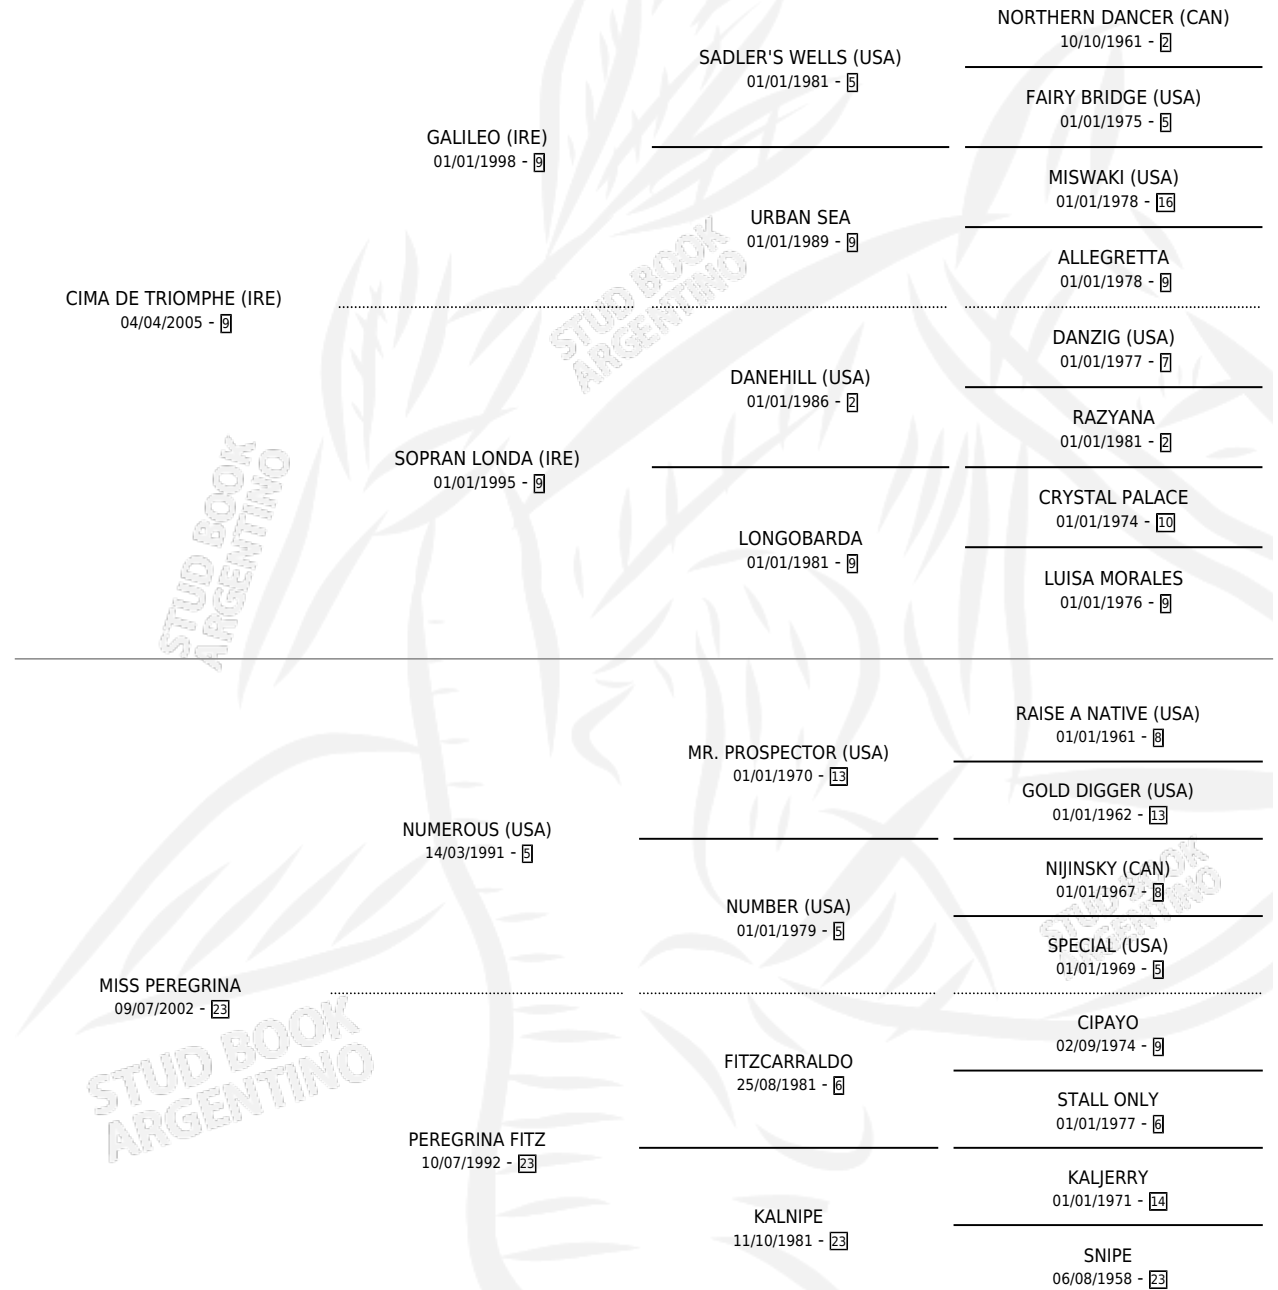 NORTHERN DANCER (CAN)
10/10/1961 - 2
SADLER'S WELLS (USA)
01/01/1981 - 5
FAIRY BRIDGE (USA)
01/01/1975 - 5
GALILEO (IRE)
01/01/1998 - 9
MISWAKI (USA)
01/01/1978 - 16
URBAN SEA
01/01/1989 - 9
ALLEGRETTA
01/01/1978 - 9
CIMA DE TRIOMPHE (IRE)
04/04/2005 - 9
DANZIG (USA)
01/01/1977 - 7
DANEHILL (USA)
01/01/1986 - 2
RAZYANA
01/01/1981 - 2
SOPRAN LONDA (IRE)
01/01/1995 - 9
CRYSTAL PALACE
01/01/1974 - 10
LONGOBARDA
01/01/1981 - 9
LUISA MORALES
01/01/1976 - 9
RAISE A NATIVE (USA)
01/01/1961 - 8
MR. PROSPECTOR (USA)
01/01/1970 - 13
GOLD DIGGER (USA)
01/01/1962 - 13
NUMEROUS (USA)
14/03/1991 - 5
NIJINSKY (CAN)
01/01/1967 - 8
NUMBER (USA)
01/01/1979 - 5
SPECIAL (USA)
01/01/1969 - 5
MISS PEREGRINA
09/07/2002 - 23
CIPAYO
02/09/1974 - 9
FITZCARRALDO
25/08/1981 - 6
STALL ONLY
01/01/1977 - 6
PEREGRINA FITZ
10/07/1992 - 23
KALJERRY
01/01/1971 - 14
KALNIPE
11/10/1981 - 23
SNIPE
06/08/1958 - 23
STUD BOOK
ARGENTINO
STUD BOOK
ARGENTINO
STUD BOOK
ARGENTINO
STUD BOOK
ARGENTINO